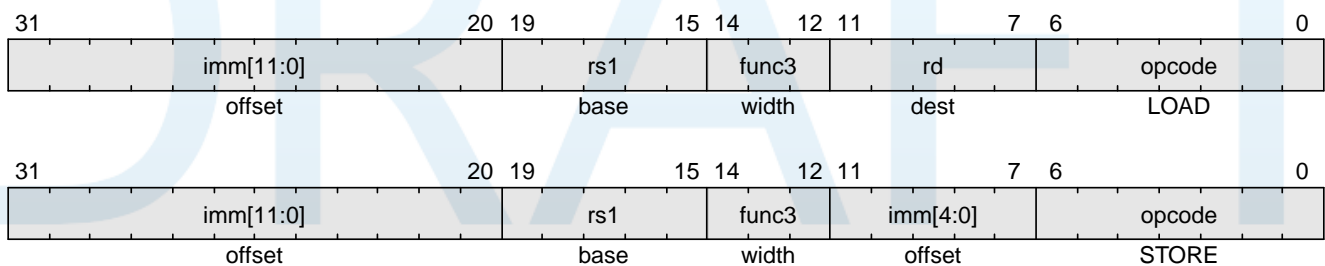 31 20 19 15 14 12 11 7 6 0
imm[11:0] rs1 func3 rd opcode
offset base width dest LOAD
31 20 19 15 14 12 11 7 6 0
imm[11:0] rs1 func3 imm[4:0] opcode
offset base width offset STORE
DRAFT